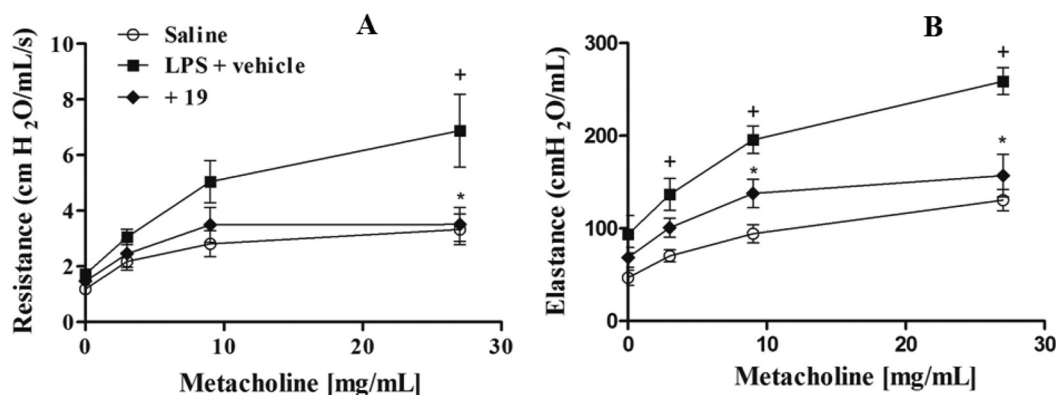 A
Saline
LPS + vehicle
+ 19
Resistance (cm H2O/mL/s)
10
8
6
4
2
0
+
*
0 10 20 30
Metacholine [mg/mL]
B
Elastance (cmH2O/mL)
300
200
100
0
+
+
+
*
*
0 10 20 30
Metacholine [mg/mL]